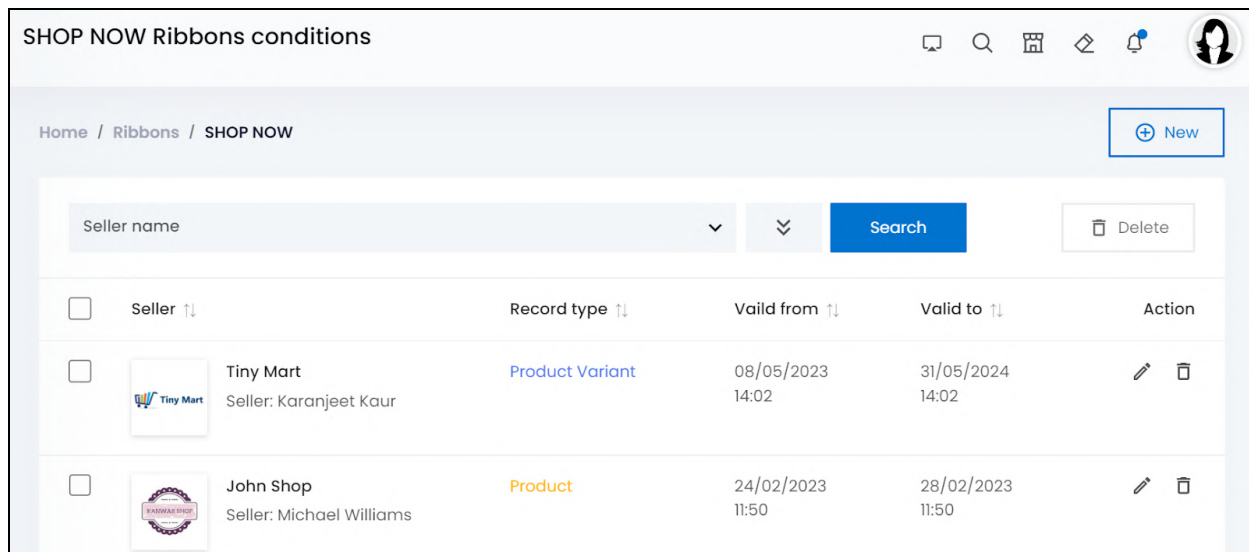 SHOP NOW Ribbons conditions
Home / Ribbons / SHOP NOW
New
Seller name
Search
Delete
Seller
Record type
Vaild from
Valid to
Action
Tiny Mart
Tiny Mart
Seller: Karanjeet Kaur
Product Variant
08/05/2023
14:02
31/05/2024
14:02
KANWAR SHOP
John Shop
Seller: Michael Williams
Product
24/02/2023
11:50
28/02/2023
11:50